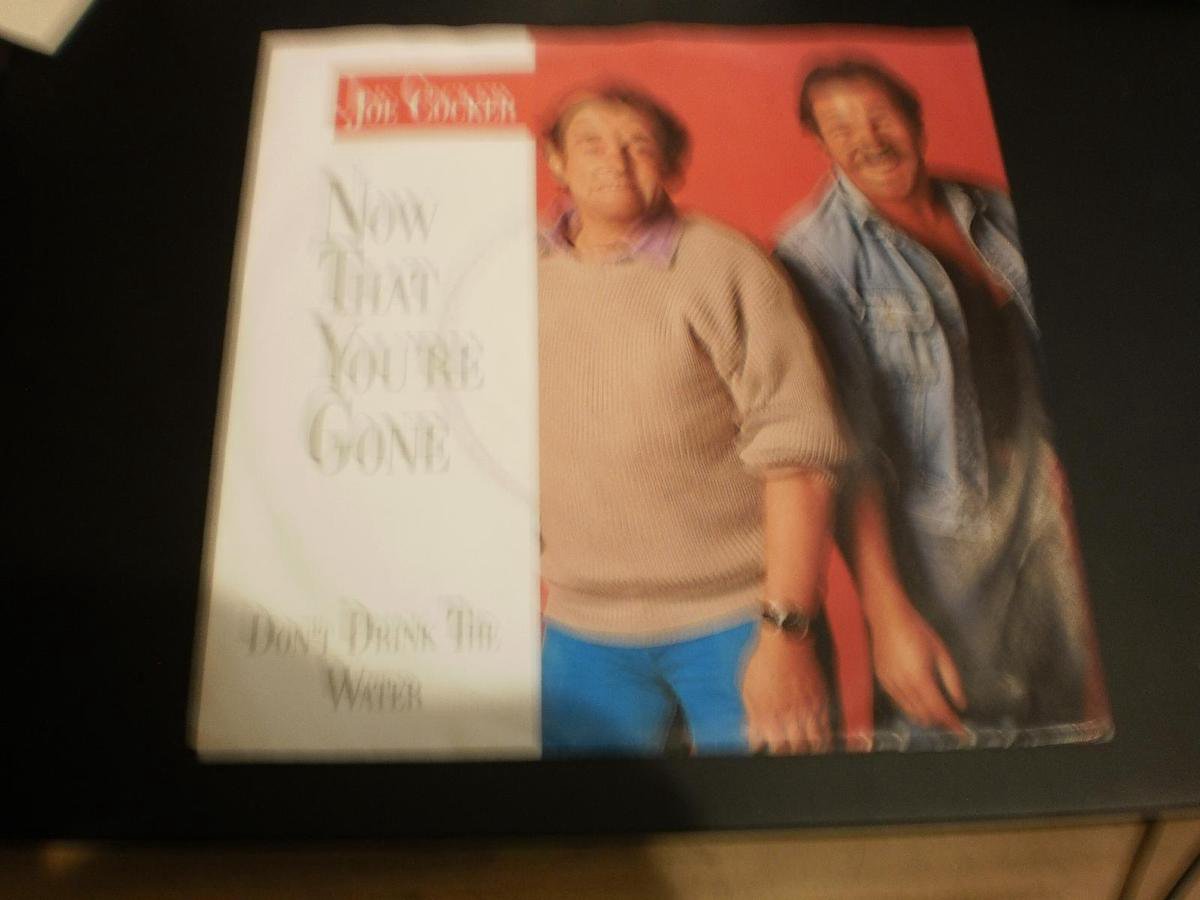 JOE COCKER
NOW
THAT
YOU'RE
GONE
DON'T DRINK THE
WATER